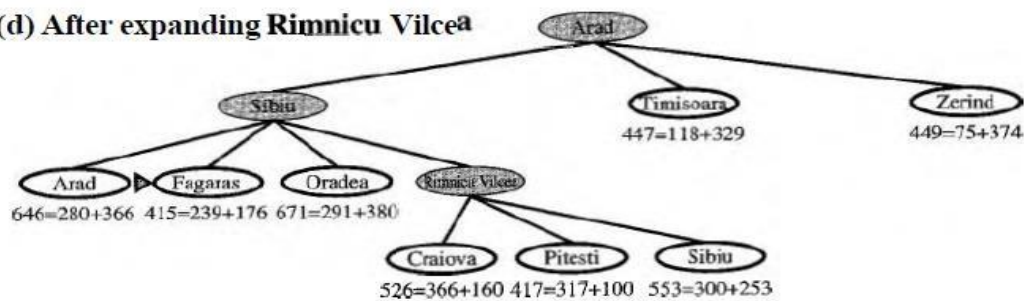 (d) After expanding Rimnicu Vilcea
Arad
Sibiu
Timisoara
Zerind
447=118+329
449=75+374
Arad
Fagaras
Oradea
Rimnicu Vilcea
646=280+366 415=239+176 671=291+380
Craiova
Pitesti
Sibiu
526=366+160 417=317+100 553=300+253